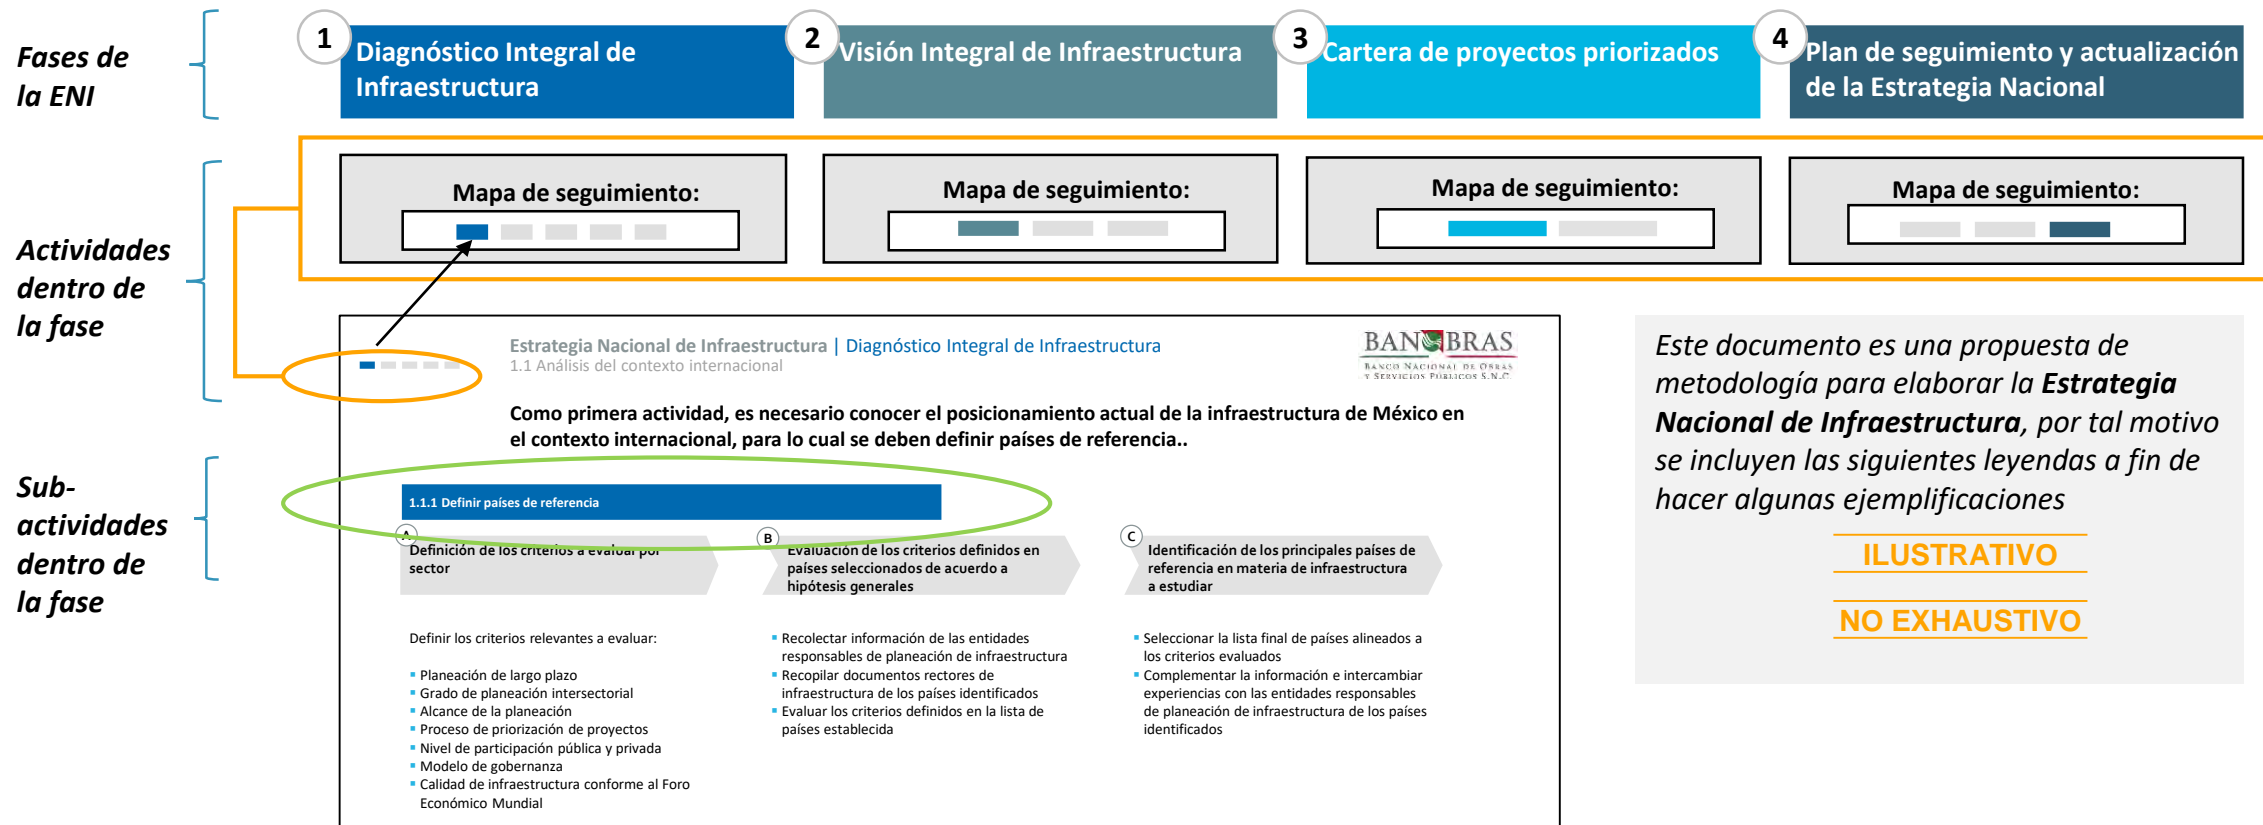 Fases de
la ENI
1
Diagnóstico Integral de
Infraestructura
2
Visión Integral de Infraestructura
3
Cartera de proyectos priorizados
4
Plan de seguimiento y actualización
de la Estrategia Nacional
Actividades
dentro de
la fase
Mapa de seguimiento:
Mapa de seguimiento:
Mapa de seguimiento:
Mapa de seguimiento:
Estrategia Nacional de Infraestructura | Diagnóstico Integral de Infraestructura
1.1 Análisis del contexto internacional
BANOBRAS
BANCO NACIONAL DE OBRAS
Y SERVICIOS PÚBLICOS S.N.C.
Como primera actividad, es necesario conocer el posicionamiento actual de la infraestructura de México en
el contexto internacional, para lo cual se deben definir países de referencia..
Sub-
actividades
dentro de
la fase
1.1.1 Definir países de referencia
A
Definición de los criterios a evaluar por
sector
B
Evaluación de los criterios definidos en
países seleccionados de acuerdo a
hipótesis generales
C
Identificación de los principales países de
referencia en materia de infraestructura
a estudiar
Definir los criterios relevantes a evaluar:
▪ Planeación de largo plazo
▪ Grado de planeación intersectorial
▪ Alcance de la planeación
▪ Proceso de priorización de proyectos
▪ Nivel de participación pública y privada
▪ Modelo de gobernanza
▪ Calidad de infraestructura conforme al Foro
Económico Mundial
▪ Recolectar información de las entidades
responsables de planeación de infraestructura
▪ Recopilar documentos rectores de
infraestructura de los países identificados
▪ Evaluar los criterios definidos en la lista de
países establecida
▪ Seleccionar la lista final de países alineados a
los criterios evaluados
▪ Complementar la información e intercambiar
experiencias con las entidades responsables
de planeación de infraestructura de los países
identificados
Este documento es una propuesta de
metodología para elaborar la Estrategia
Nacional de Infraestructura, por tal motivo
se incluyen las siguientes leyendas a fin de
hacer algunas ejemplificaciones
ILUSTRATIVO
NO EXHAUSTIVO